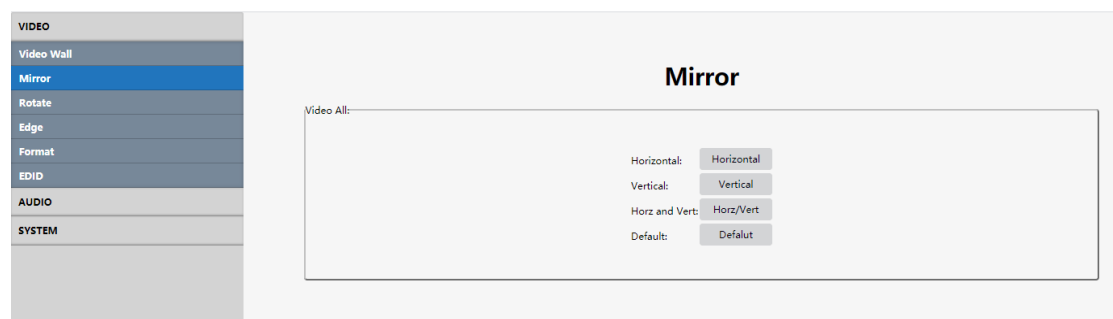 VIDEO
Video Wall
Mirror
Rotate
Edge
Format
EDID
AUDIO
SYSTEM
Mirror
Video All:
Horizontal: Horizontal
Vertical: Vertical
Horz and Vert: Horz/Vert
Default: Defalut